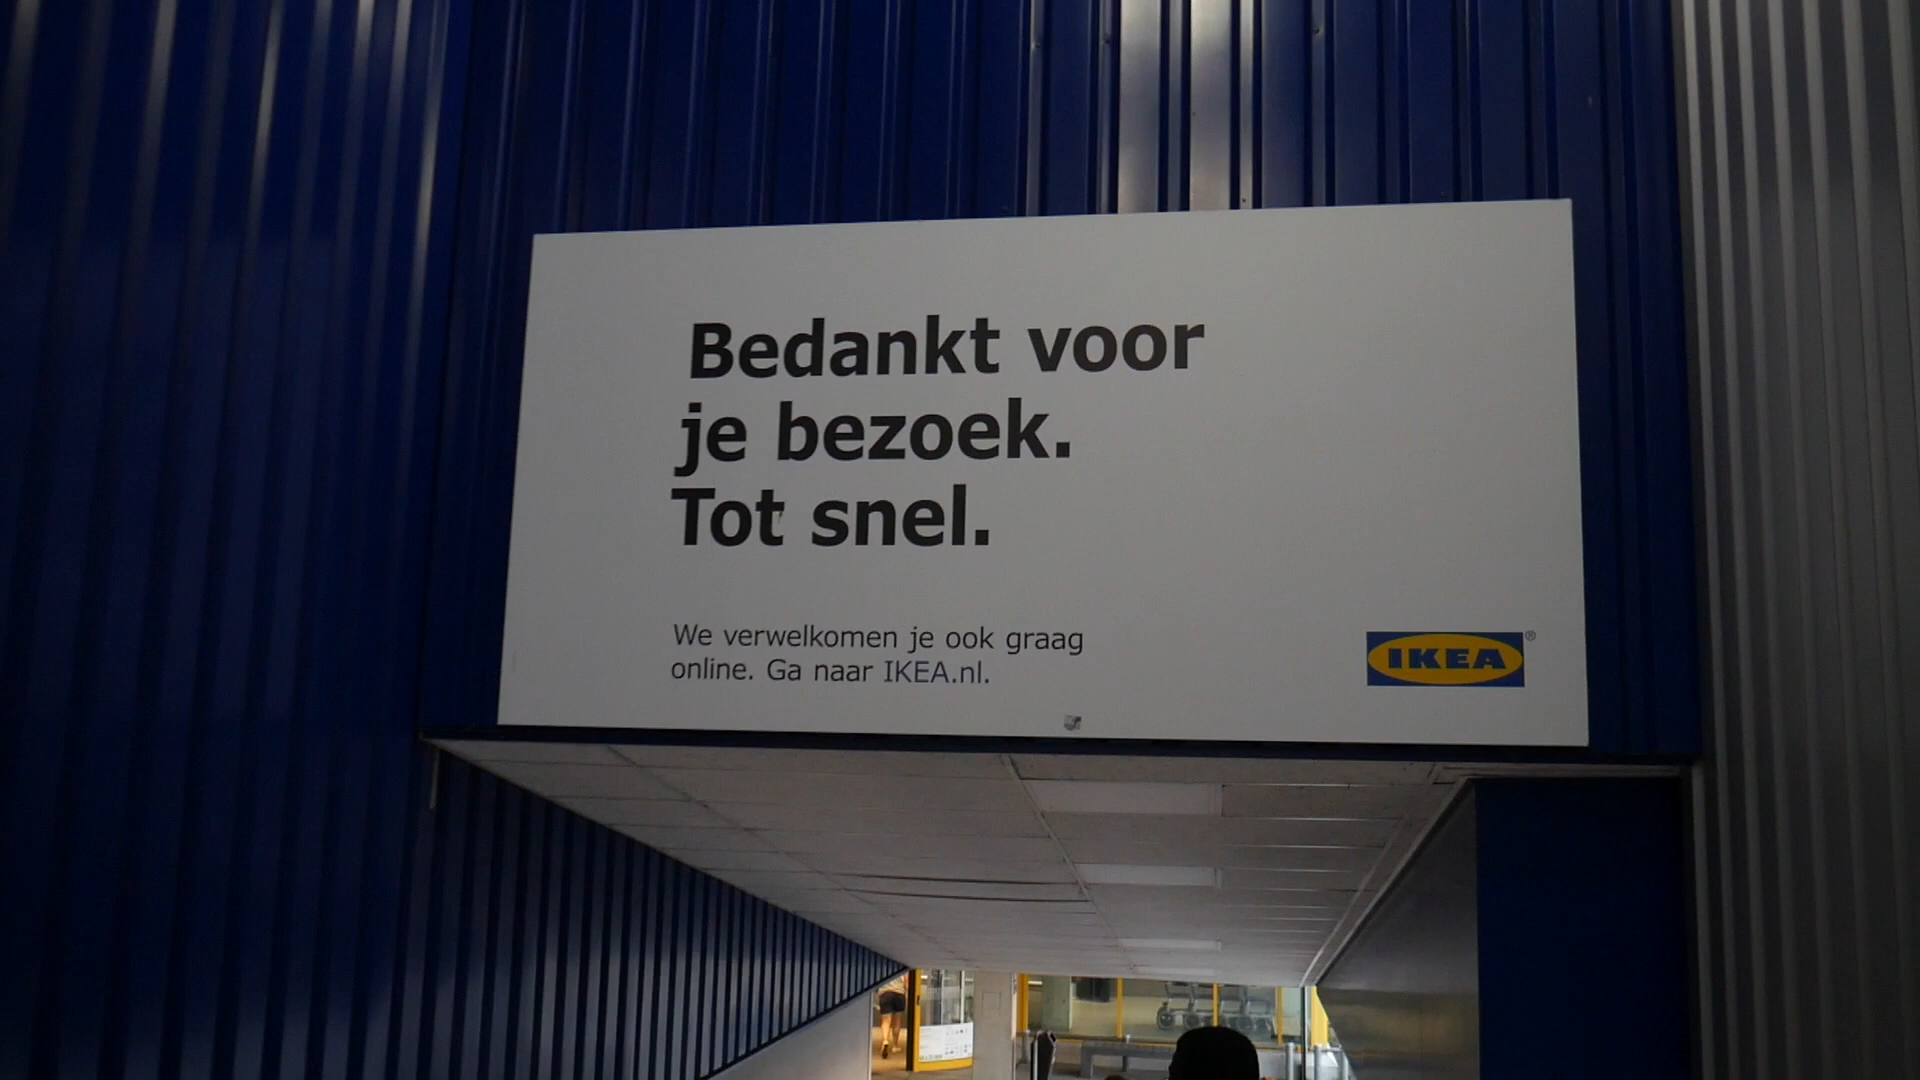 Bedankt voor
je bezoek.
Tot snel.
We verwelkomen je ook graag
online. Ga naar IKEA.nl.
IKEA®